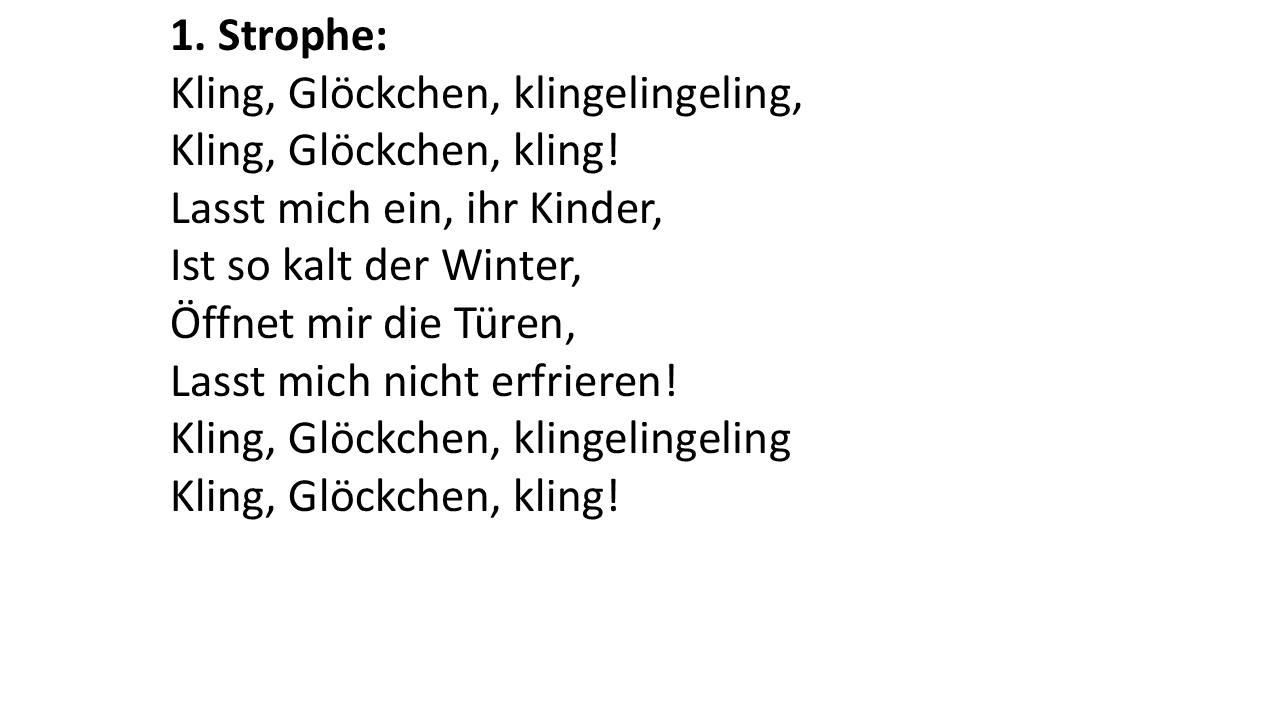 1. Strophe:
Kling, Glöckchen, klingelingeling,
Kling, Glöckchen, kling!
Lasst mich ein, ihr Kinder,
Ist so kalt der Winter,
Öffnet mir die Türen,
Lasst mich nicht erfrieren!
Kling, Glöckchen, klingelingeling
Kling, Glöckchen, kling!